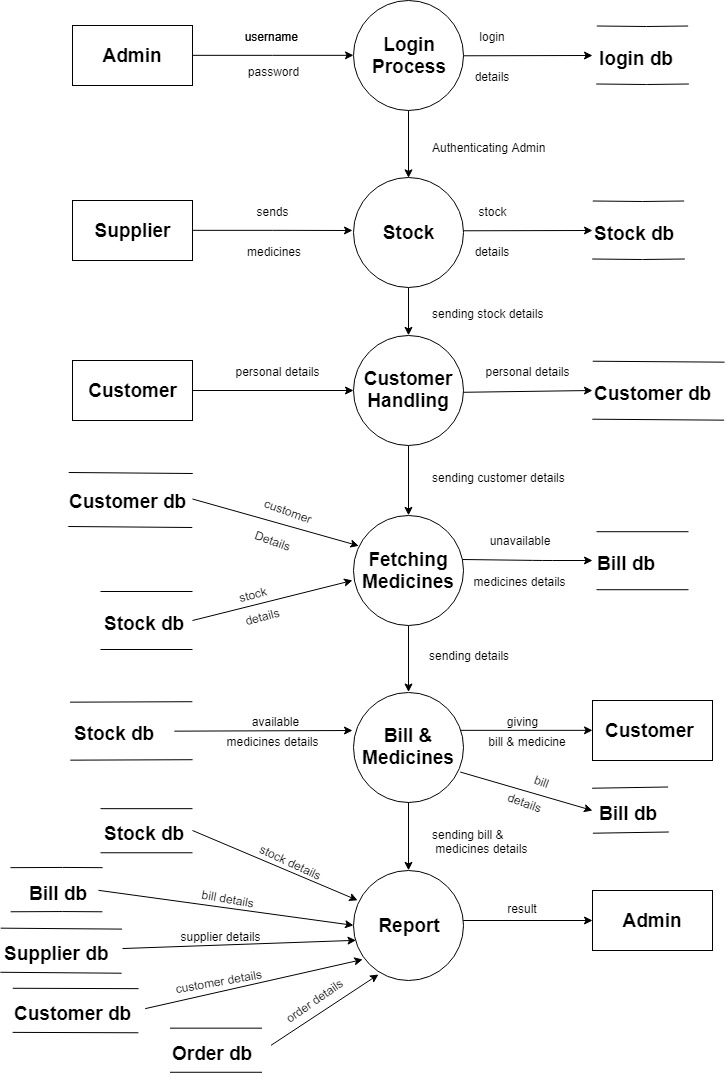 Admin
username
password
Login
Process
login
details
login db
Authenticating Admin
Supplier
sends
medicines
Stock
stock
details
Stock db
sending stock details
Customer
personal details
Customer
Handling
personal details
Customer db
sending customer details
Customer db
customer
Details
Stock db
stock
details
Fetching
Medicines
unavailable
medicines details
Bill db
sending details
Stock db
available
medicines details
Bill &
Medicines
giving
bill & medicine
Customer
bill
details
Bill db
sending bill &
medicines details
Stock db
stock details
Bill db
bill details
Supplier db
supplier details
Customer db
customer details
Order db
order details
Report
result
Admin